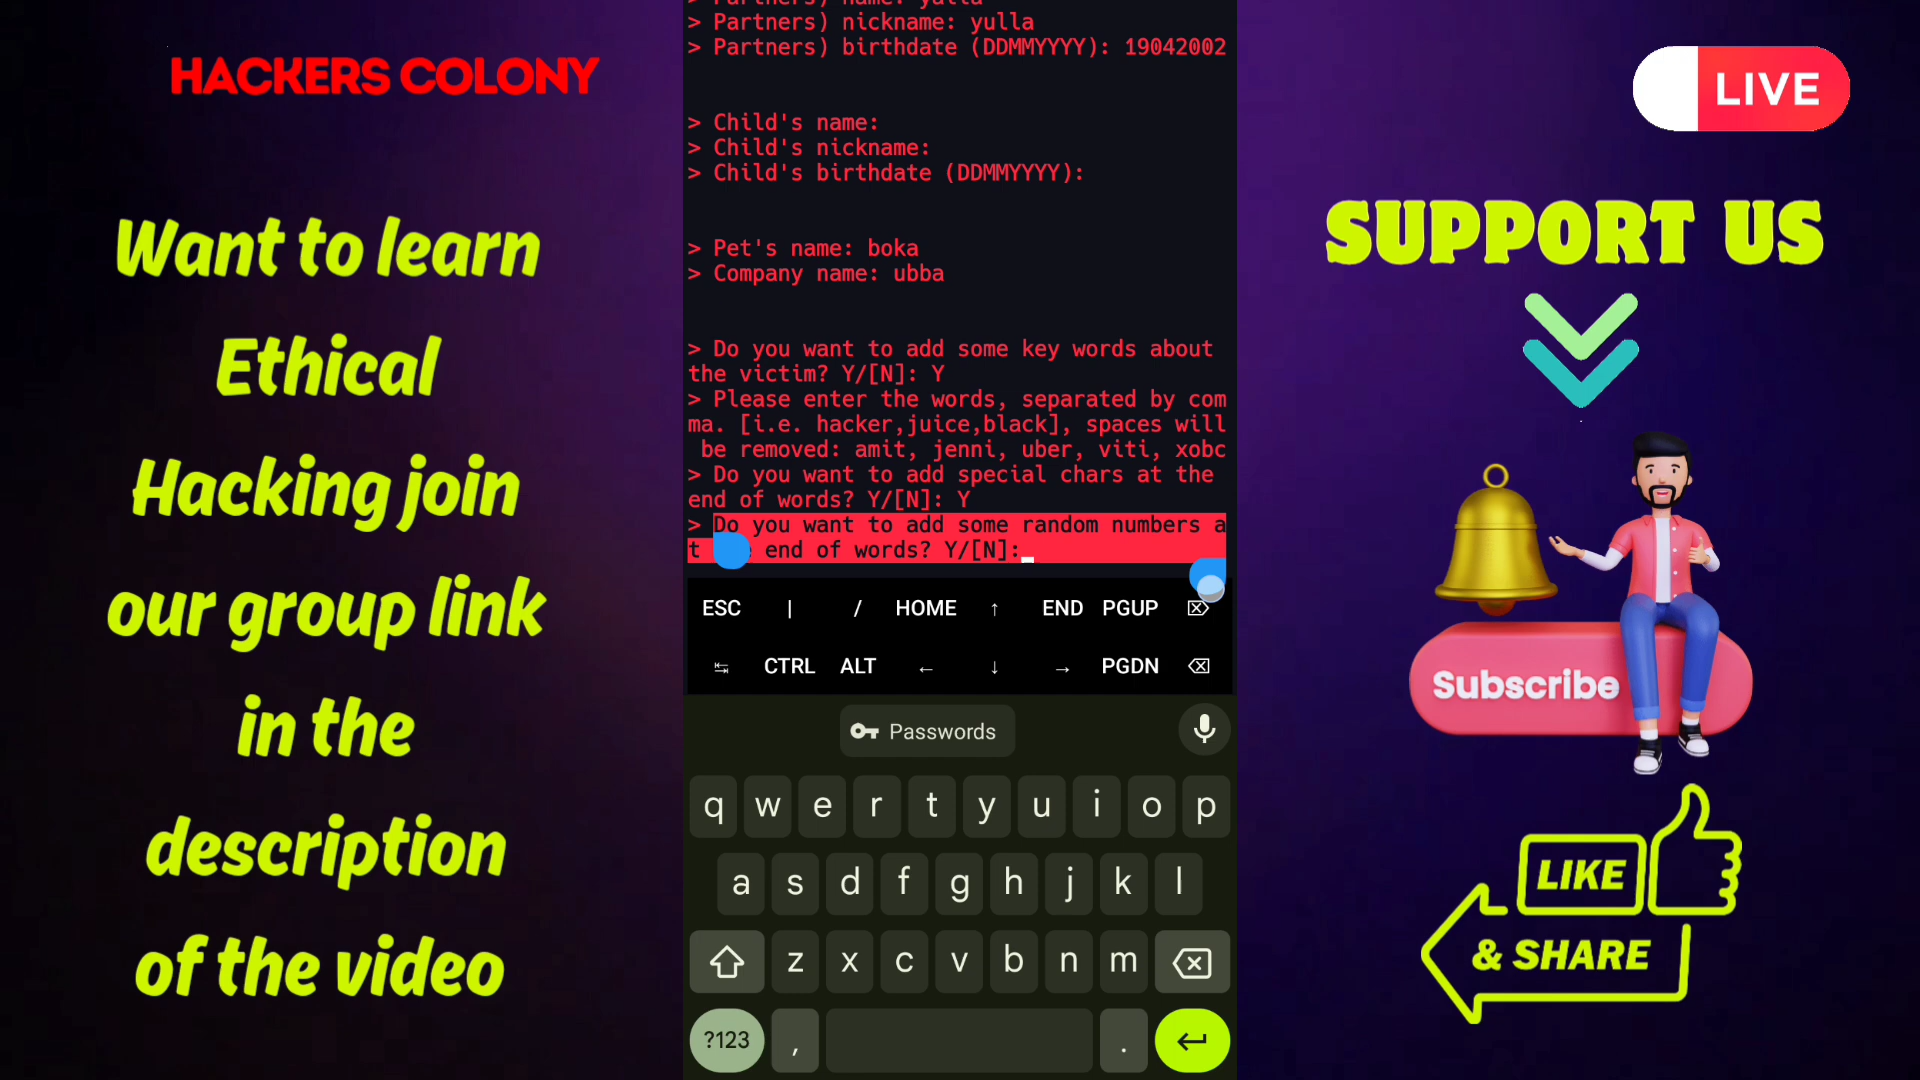 HACKERS COLONY
Want to learn
Ethical
Hacking join
our group link
in the
description
of the video
> Partners) name: yulla
> Partners) nickname: yulla
> Partners) birthdate (DDMMYYYY): 19042002
> Child's name:
> Child's nickname:
> Child's birthdate (DDMMYYYY):
> Pet's name: boka
> Company name: ubba
> Do you want to add some key words about
the victim? Y/[N]: Y
> Please enter the words, separated by com
ma. [i.e. hacker,juice,black], spaces will
be removed: amit, jenni, uber, viti, xobc
> Do you want to add special chars at the
end of words? Y/[N]: Y
> Do you want to add some random numbers a
t end of words? Y/[N]:
ESC | / HOME ↑ END PGUP
CTRL ALT ← ↓ → PGDN
Passwords
q w e r t y u i o p
a s d f g h j k l
z x c v b n m
?123 , .
LIVE
SUPPORT US
Subscribe
LIKE
& SHARE